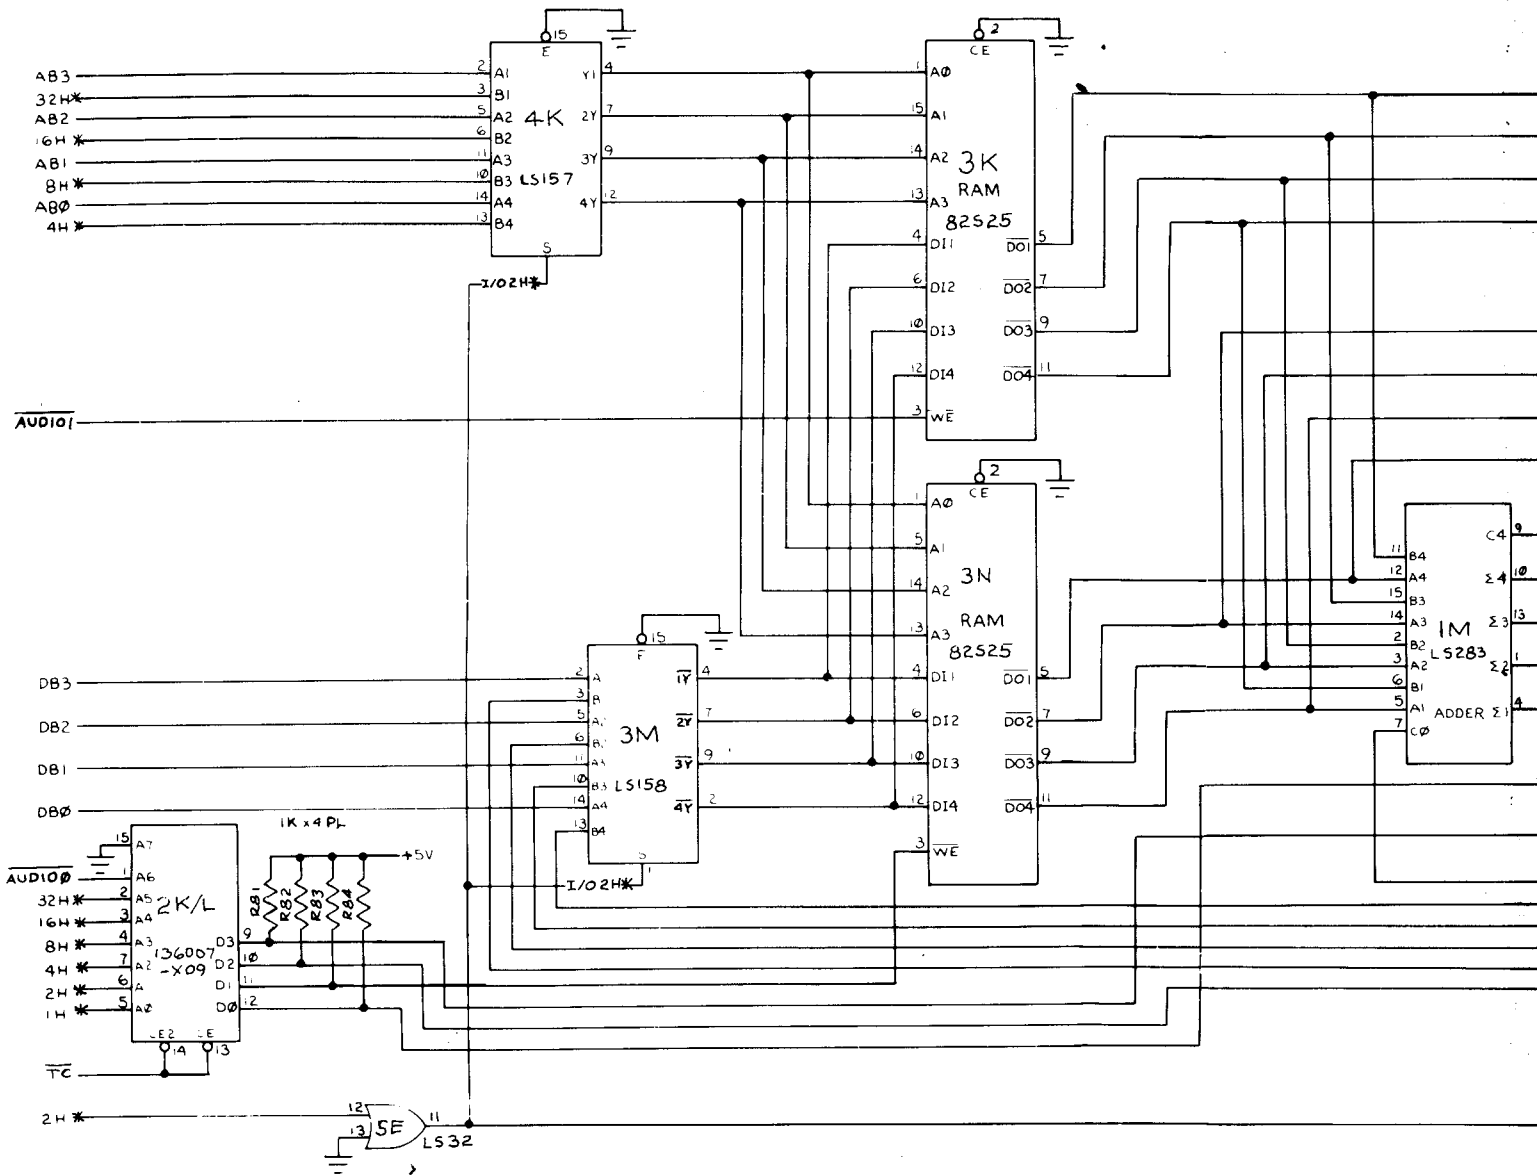 AB3
32H*
AB2
16H*
AB1
8H*
ABØ
4H*
15
E
2 A1
3 B1
5 A2
6 B2
11 A3
10 B3
14 A4
13 B4
4K
LS157
Y1 4
2Y 7
3Y 9
4Y 12
S
I/O2H*
2
CE
1 AØ
15 A1
14 A2
13 A3
4 DI1
6 DI2
10 DI3
12 DI4
3 WE
3K
RAM
82S25
DO1 5
DO2 7
DO3 9
DO4 11
AUDIO1
2
CE
1 AØ
5 A1
14 A2
13 A3
4 DI1
6 DI2
10 DI3
12 DI4
3 WE
3N
RAM
82S25
DO1 5
DO2 7
DO3 9
DO4 11
11 B4
12 A4
15 B3
14 A3
2 B2
3 A2
6 B1
5 A1
7 CØ
1M
LS283
ADDER
C4 9
Σ4 10
Σ3 13
Σ2 1
Σ1 4
DB3
DB2
DB1
DBØ
15
2 A
3 B
5
6
11
10 B3
14 A4
13 B4
3M
LS158
1Y 4
2Y 7
3Y 9
4Y 2
S
1
I/O2H*
1K x4 PL
+5V
R81
R82
R83
R84
AUDIOØ
32H*
16H*
8H*
4H*
2H*
1H*
15 A7
1 A6
2 A5
3 A4
4 A3
7 A2
6 A
5 AØ
2K/L
136007
-X09
D3 9
D2 10
D1 11
DØ 12
14
13
TC
2H*
12
13
5E
11
LS32